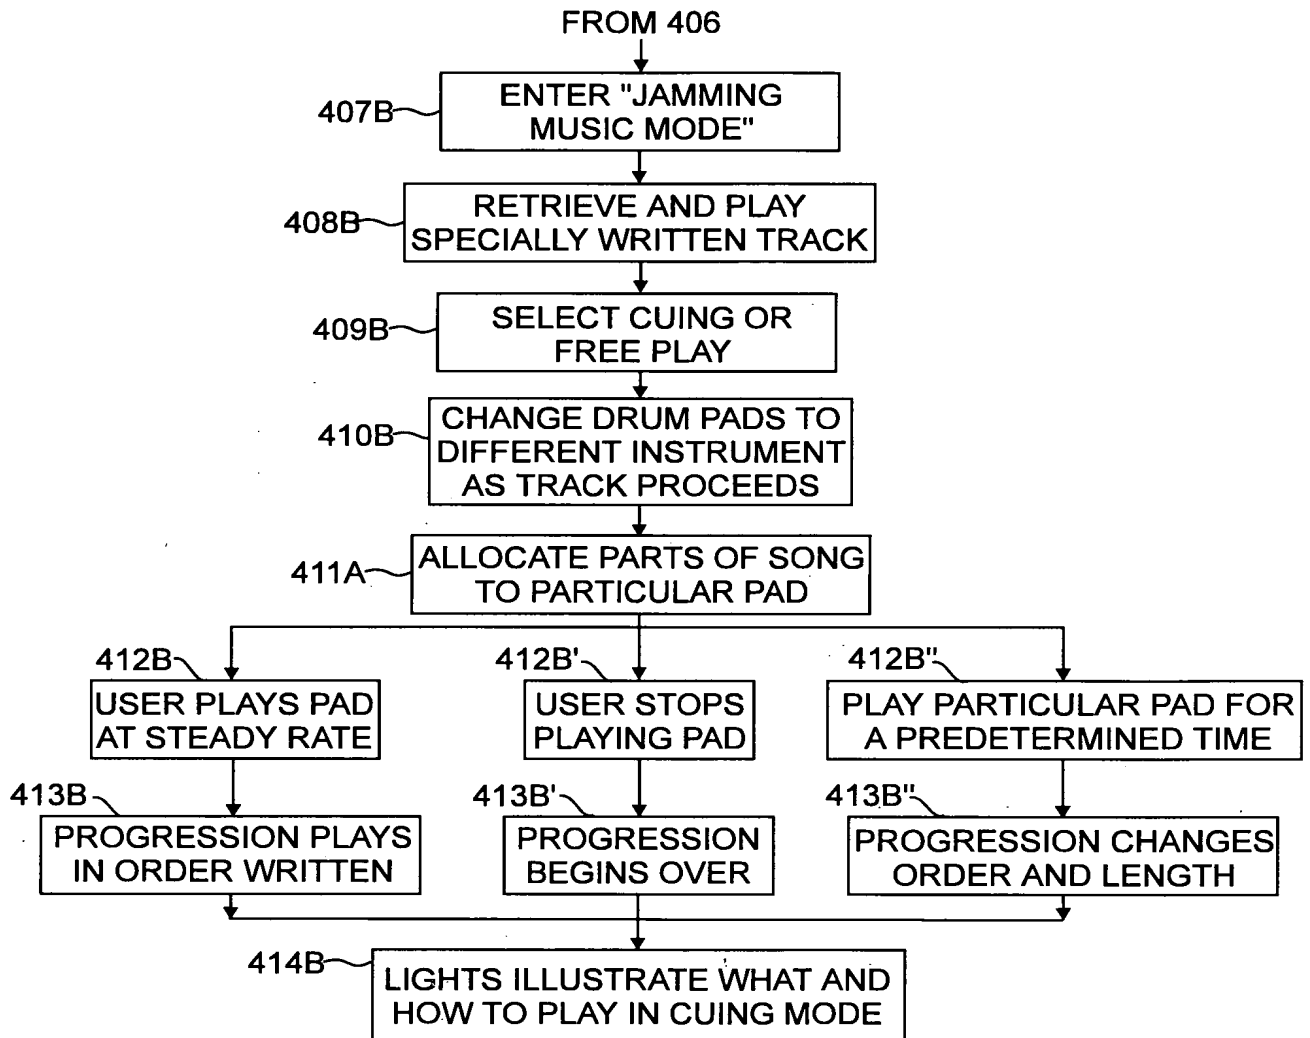 FROM 406
407B
ENTER "JAMMING
MUSIC MODE"
408B
RETRIEVE AND PLAY
SPECIALLY WRITTEN TRACK
409B
SELECT CUING OR
FREE PLAY
410B
CHANGE DRUM PADS TO
DIFFERENT INSTRUMENT
AS TRACK PROCEEDS
411A
ALLOCATE PARTS OF SONG
TO PARTICULAR PAD
412B
USER PLAYS PAD
AT STEADY RATE
412B'
USER STOPS
PLAYING PAD
412B"
PLAY PARTICULAR PAD FOR
A PREDETERMINED TIME
413B
PROGRESSION PLAYS
IN ORDER WRITTEN
413B'
PROGRESSION
BEGINS OVER
413B"
PROGRESSION CHANGES
ORDER AND LENGTH
414B
LIGHTS ILLUSTRATE WHAT AND
HOW TO PLAY IN CUING MODE